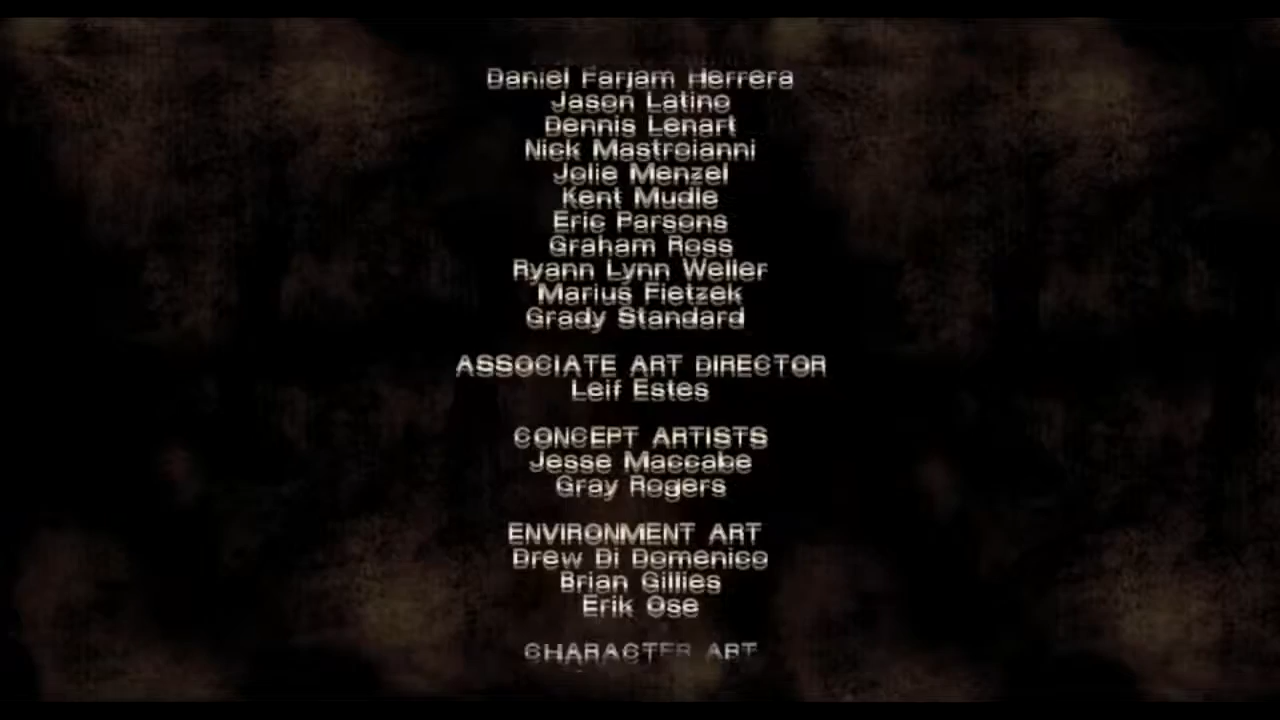 Daniel Farjam Herrera
Jason Latino
Dennis Lenart
Nick Mastroianni
Jolie Menzel
Kent Mudle
Eric Parsons
Graham Ross
Ryann Lynn Weller
Marius Fietzek
Grady Standard
ASSOCIATE ART DIRECTOR
Leif Estes
CONCEPT ARTISTS
Jesse Maccabe
Gray Rogers
ENVIRONMENT ART
Drew Di Domenico
Brian Gillies
Erik Ose
CHARACTER ART